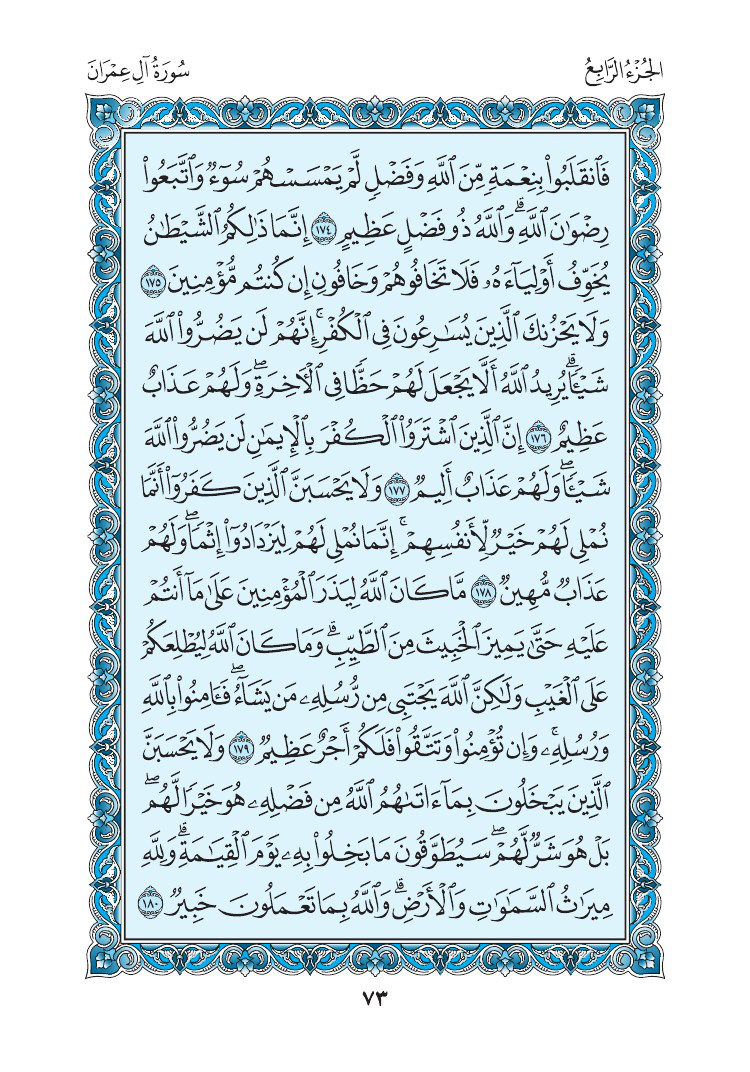 الجُزْءُ الرَّابِعُ
سُورَةُ آلِ عِمْرَانَ
فَٱنقَلَبُوا۟ بِنِعْمَةٍ مِّنَ ٱللَّهِ وَفَضْلٍ لَّمْ يَمْسَسْهُمْ سُوٓءٌ وَٱتَّبَعُوا۟
رِضْوَٰنَ ٱللَّهِ ۗ وَٱللَّهُ ذُو فَضْلٍ عَظِيمٍ ١٧٤ إِنَّمَا ذَٰلِكُمُ ٱلشَّيْطَٰنُ
يُخَوِّفُ أَوْلِيَآءَهُۥ فَلَا تَخَافُوهُمْ وَخَافُونِ إِن كُنتُم مُّؤْمِنِينَ ١٧٥
وَلَا يَحْزُنكَ ٱلَّذِينَ يُسَٰرِعُونَ فِى ٱلْكُفْرِ ۚ إِنَّهُمْ لَن يَضُرُّوا۟ ٱللَّهَ
شَيْـًٔا ۗ يُرِيدُ ٱللَّهُ أَلَّا يَجْعَلَ لَهُمْ حَظًّا فِى ٱلْـَٔاخِرَةِ ۖ وَلَهُمْ عَذَابٌ
عَظِيمٌ ١٧٦ إِنَّ ٱلَّذِينَ ٱشْتَرَوُا۟ ٱلْكُفْرَ بِٱلْإِيمَٰنِ لَن يَضُرُّوا۟ ٱللَّهَ
شَيْـًٔا ۖ وَلَهُمْ عَذَابٌ أَلِيمٌ ١٧٧ وَلَا يَحْسَبَنَّ ٱلَّذِينَ كَفَرُوٓا۟ أَنَّمَا
نُمْلِى لَهُمْ خَيْرٌ لِّأَنفُسِهِمْ ۚ إِنَّمَا نُمْلِى لَهُمْ لِيَزْدَادُوٓا۟ إِثْمًا ۖ وَلَهُمْ
عَذَابٌ مُّهِينٌ ١٧٨ مَّا كَانَ ٱللَّهُ لِيَذَرَ ٱلْمُؤْمِنِينَ عَلَىٰ مَآ أَنتُمْ
عَلَيْهِ حَتَّىٰ يَمِيزَ ٱلْخَبِيثَ مِنَ ٱلطَّيِّبِ ۗ وَمَا كَانَ ٱللَّهُ لِيُطْلِعَكُمْ
عَلَى ٱلْغَيْبِ وَلَٰكِنَّ ٱللَّهَ يَجْتَبِى مِن رُّسُلِهِۦ مَن يَشَآءُ ۖ فَـَٔامِنُوا۟ بِٱللَّهِ
وَرُسُلِهِۦ ۚ وَإِن تُؤْمِنُوا۟ وَتَتَّقُوا۟ فَلَكُمْ أَجْرٌ عَظِيمٌ ١٧٩ وَلَا يَحْسَبَنَّ
ٱلَّذِينَ يَبْخَلُونَ بِمَآ ءَاتَىٰهُمُ ٱللَّهُ مِن فَضْلِهِۦ هُوَ خَيْرًا لَّهُم ۖ
بَلْ هُوَ شَرٌّ لَّهُمْ ۖ سَيُطَوَّقُونَ مَا بَخِلُوا۟ بِهِۦ يَوْمَ ٱلْقِيَٰمَةِ ۗ وَلِلَّهِ
مِيرَٰثُ ٱلسَّمَٰوَٰتِ وَٱلْأَرْضِ ۗ وَٱللَّهُ بِمَا تَعْمَلُونَ خَبِيرٌ ١٨٠
٧٣